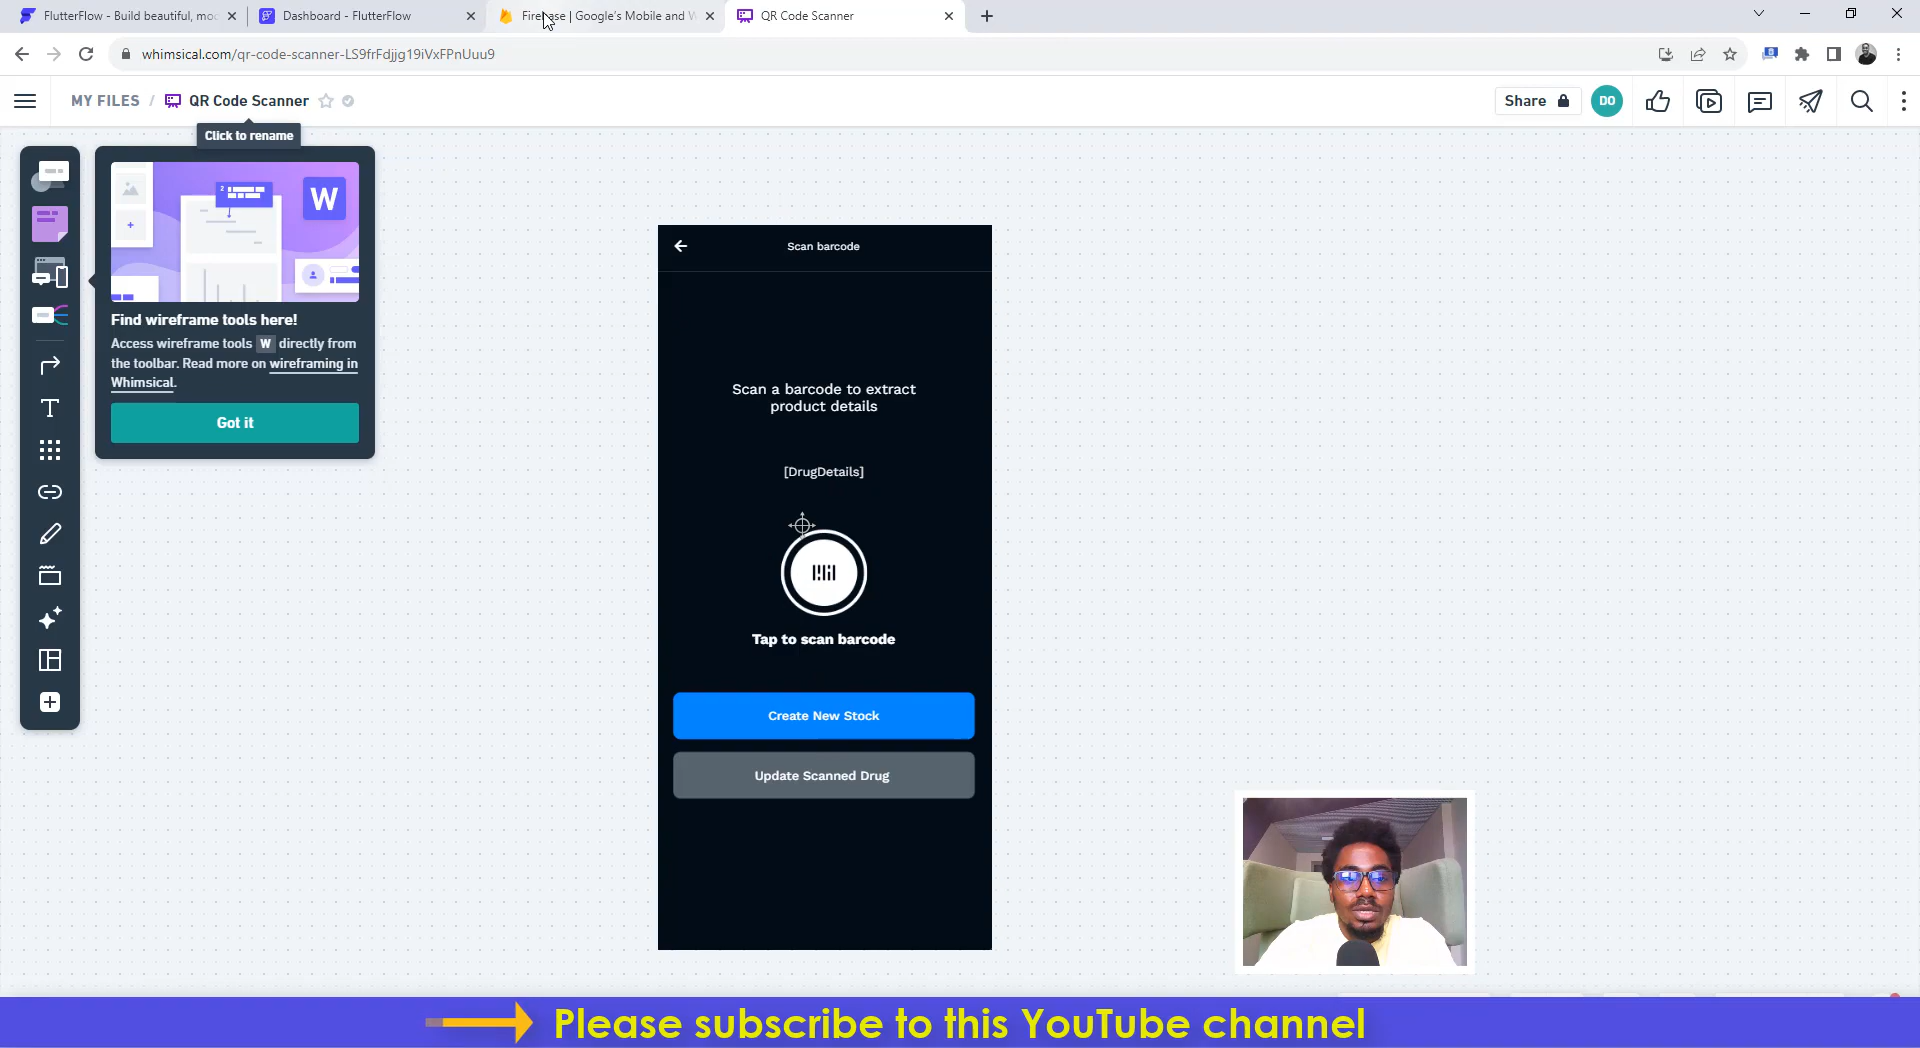 FlutterFlow - Build beautiful, moc
Dashboard - FlutterFlow
Firebase | Google's Mobile and W
QR Code Scanner
whimsical.com/qr-code-scanner-LS9frFdjjg19iVxFPnUuu9
MY FILES / QR Code Scanner
Share
DO
Click to rename
W
Find wireframe tools here!
Access wireframe tools W directly from
the toolbar. Read more on wireframing in
Whimsical.
Got it
Scan barcode
Scan a barcode to extract
product details
[DrugDetails]
Tap to scan barcode
Create New Stock
Update Scanned Drug
Please subscribe to this YouTube channel